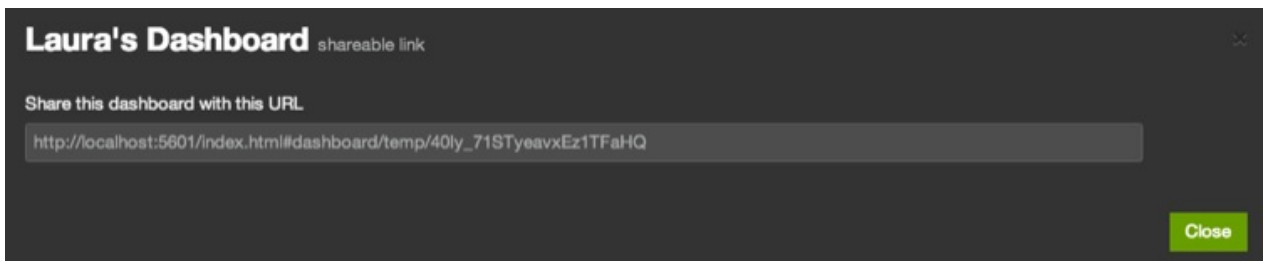 Laura's Dashboard shareable link
Share this dashboard with this URL
http://localhost:5601/index.html#dashboard/temp/40ly_71STyeavxEz1TFaHQ
Close